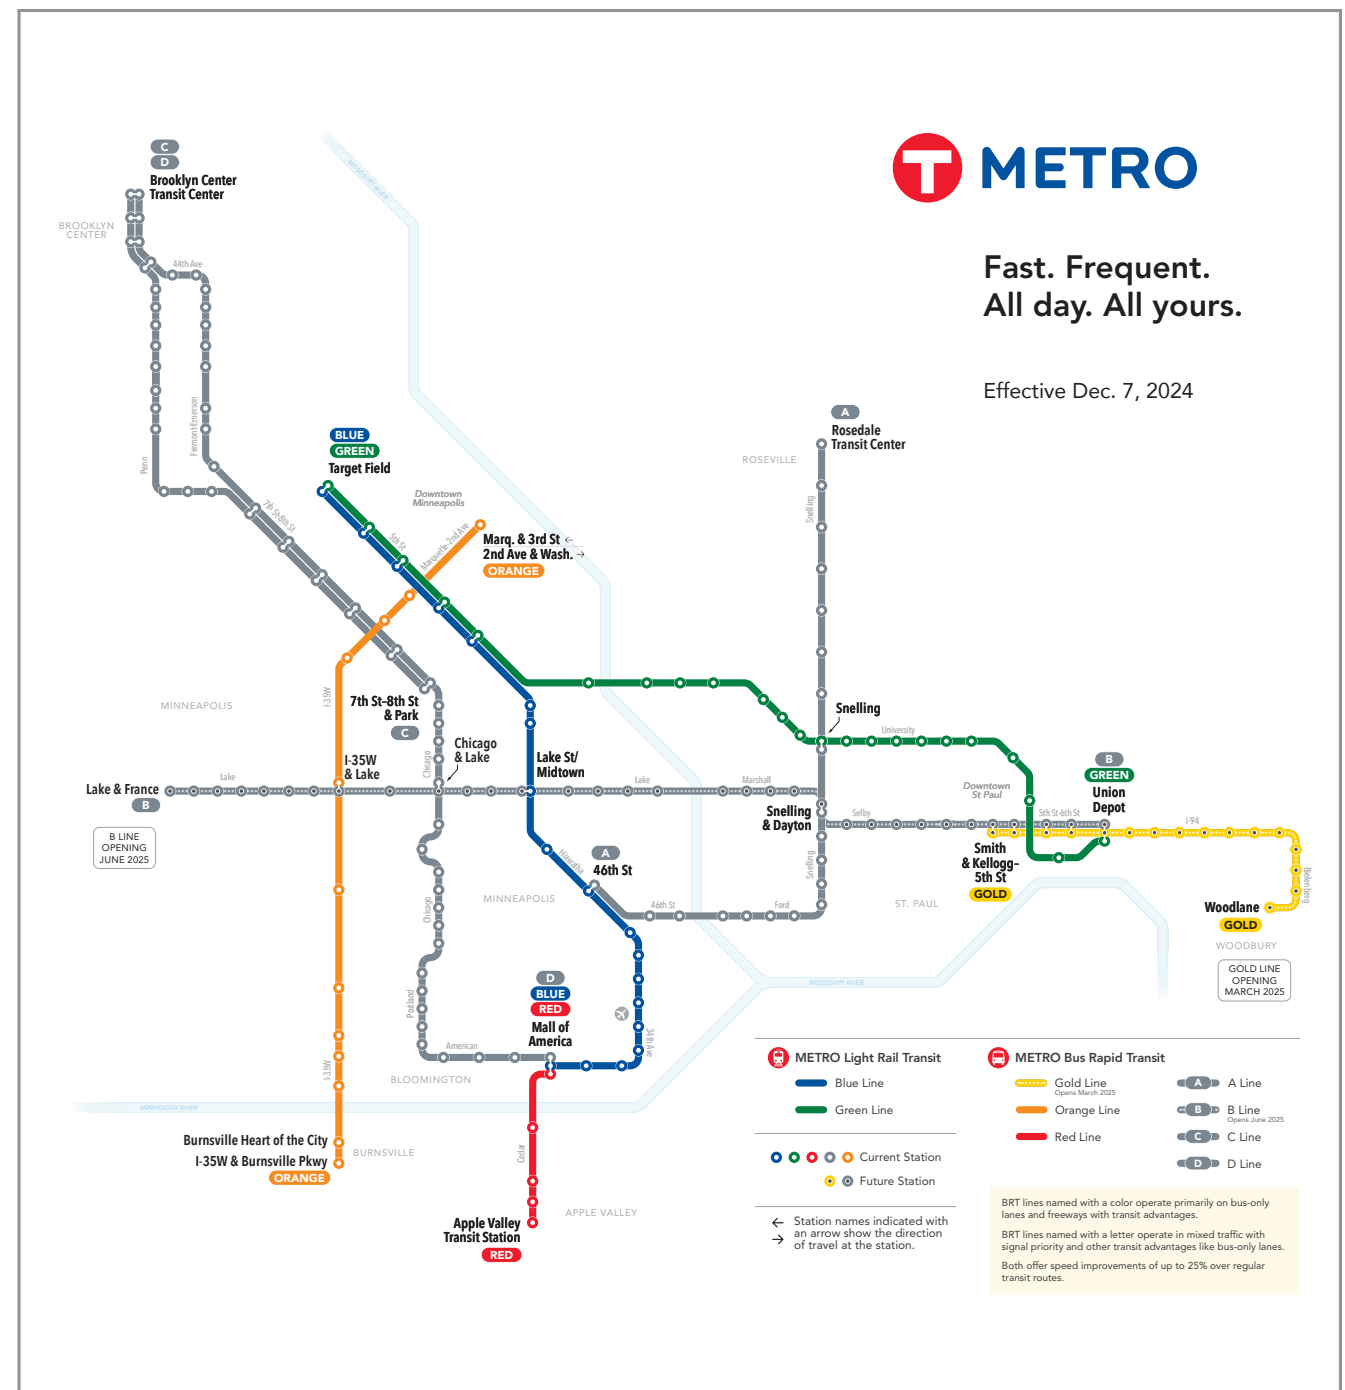 C
D
Brooklyn Center
Transit Center
BROOKLYN
CENTER
44th Ave
MISSISSIPPI RIVER
T METRO
Fast. Frequent.
All day. All yours.
Effective Dec. 7, 2024
Penn
Fremont-Emerson
7th St-8th St
BLUE
GREEN
Target Field
Downtown
Minneapolis
5th St
Marquette-2nd Ave
Marq. & 3rd St ←
2nd Ave & Wash. →
ORANGE
A
Rosedale
Transit Center
ROSEVILLE
Snelling
MINNEAPOLIS
I-35W
7th St–8th St
& Park
C
I-35W
& Lake
Chicago
Chicago
& Lake
Lake St/
Midtown
Snelling
University
Lake & France
B
Lake
Lake
Marshall
B LINE
OPENING
JUNE 2025
Snelling
& Dayton
Selby
Downtown
St Paul
5th St-6th St
B
GREEN
Union
Depot
I-94
Smith
& Kellogg–
5th St
GOLD
Bielenberg
Woodlane
GOLD
WOODBURY
GOLD LINE
OPENING
MARCH 2025
Hiawatha
A
46th St
46th St
Ford
Snelling
MINNEAPOLIS
ST. PAUL
Chicago
Portland
American
BLOOMINGTON
D
BLUE
RED
Mall of
America
34th Ave
MISSISSIPPI RIVER
MINNESOTA RIVER
I-35W
Burnsville Heart of the City
I-35W & Burnsville Pkwy
ORANGE
BURNSVILLE
Cedar
Apple Valley
Transit Station
RED
APPLE VALLEY
METRO Light Rail Transit
Blue Line
Green Line
Current Station
Future Station
← Station names indicated with
→ an arrow show the direction
of travel at the station.
METRO Bus Rapid Transit
Gold Line
Opens March 2025
Orange Line
Red Line
A A Line
B B Line
Opens June 2025
C C Line
D D Line
BRT lines named with a color operate primarily on bus-only
lanes and freeways with transit advantages.
BRT lines named with a letter operate in mixed traffic with
signal priority and other transit advantages like bus-only lanes.
Both offer speed improvements of up to 25% over regular
transit routes.